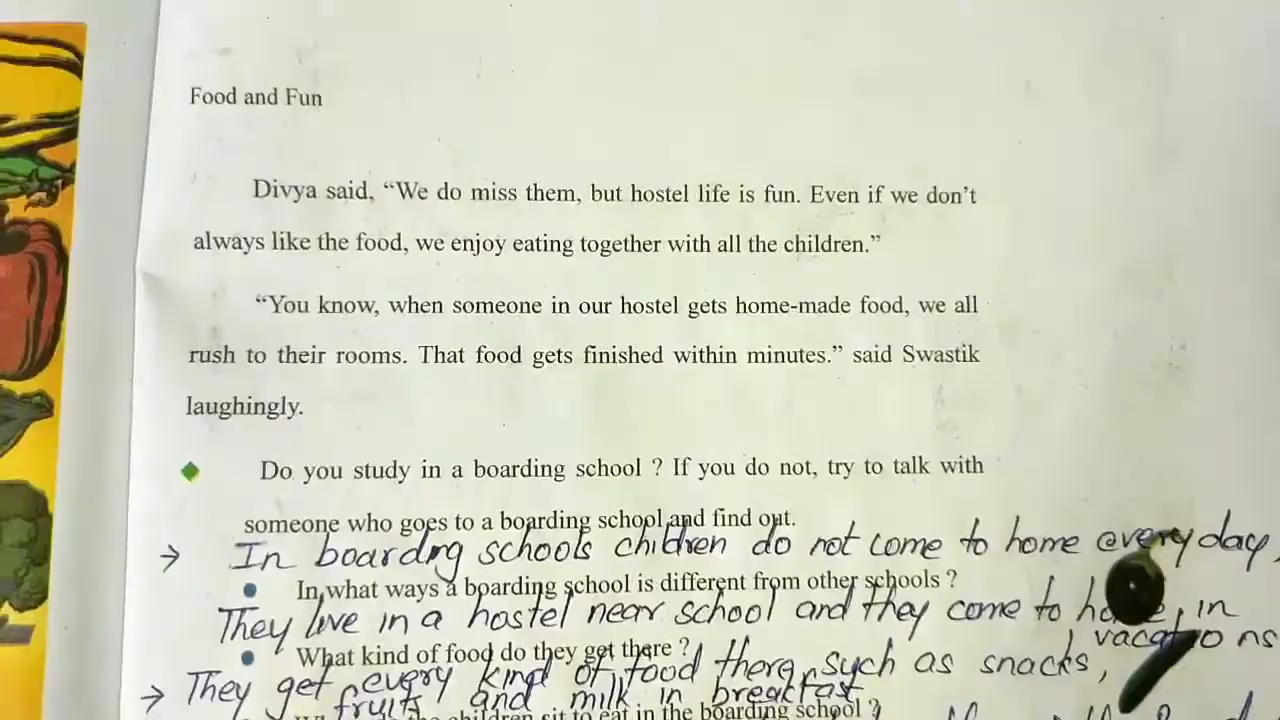 Food and Fun
Divya said, “We do miss them, but hostel life is fun. Even if we don’t
always like the food, we enjoy eating together with all the children.”
“You know, when someone in our hostel gets home-made food, we all
rush to their rooms. That food gets finished within minutes.” said Swastik
laughingly.
Do you study in a boarding school ? If you do not, try to talk with
someone who goes to a boarding school and find out.
→ In boarding schools children do not come to home everyday,
• In what ways a boarding school is different from other schools ?
They live in a hostel near school and they come to in
vacations
• What kind of food do they get there ?
→ They get every kind of food there, such as snacks,
fruits and milk in breakfast
children sit to eat in the boarding school ?